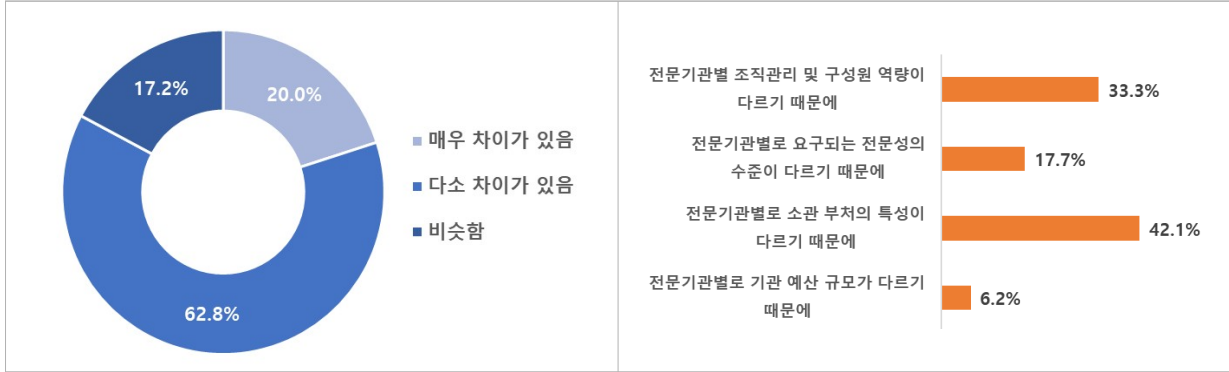 17.2%
20.0%
62.8%
매우 차이가 있음
다소 차이가 있음
비슷함
전문기관별 조직관리 및 구성원 역량이
다르기 때문에
33.3%
전문기관별로 요구되는 전문성의
수준이 다르기 때문에
17.7%
전문기관별로 소관 부처의 특성이
다르기 때문에
42.1%
전문기관별로 기관 예산 규모가 다르기
때문에
6.2%